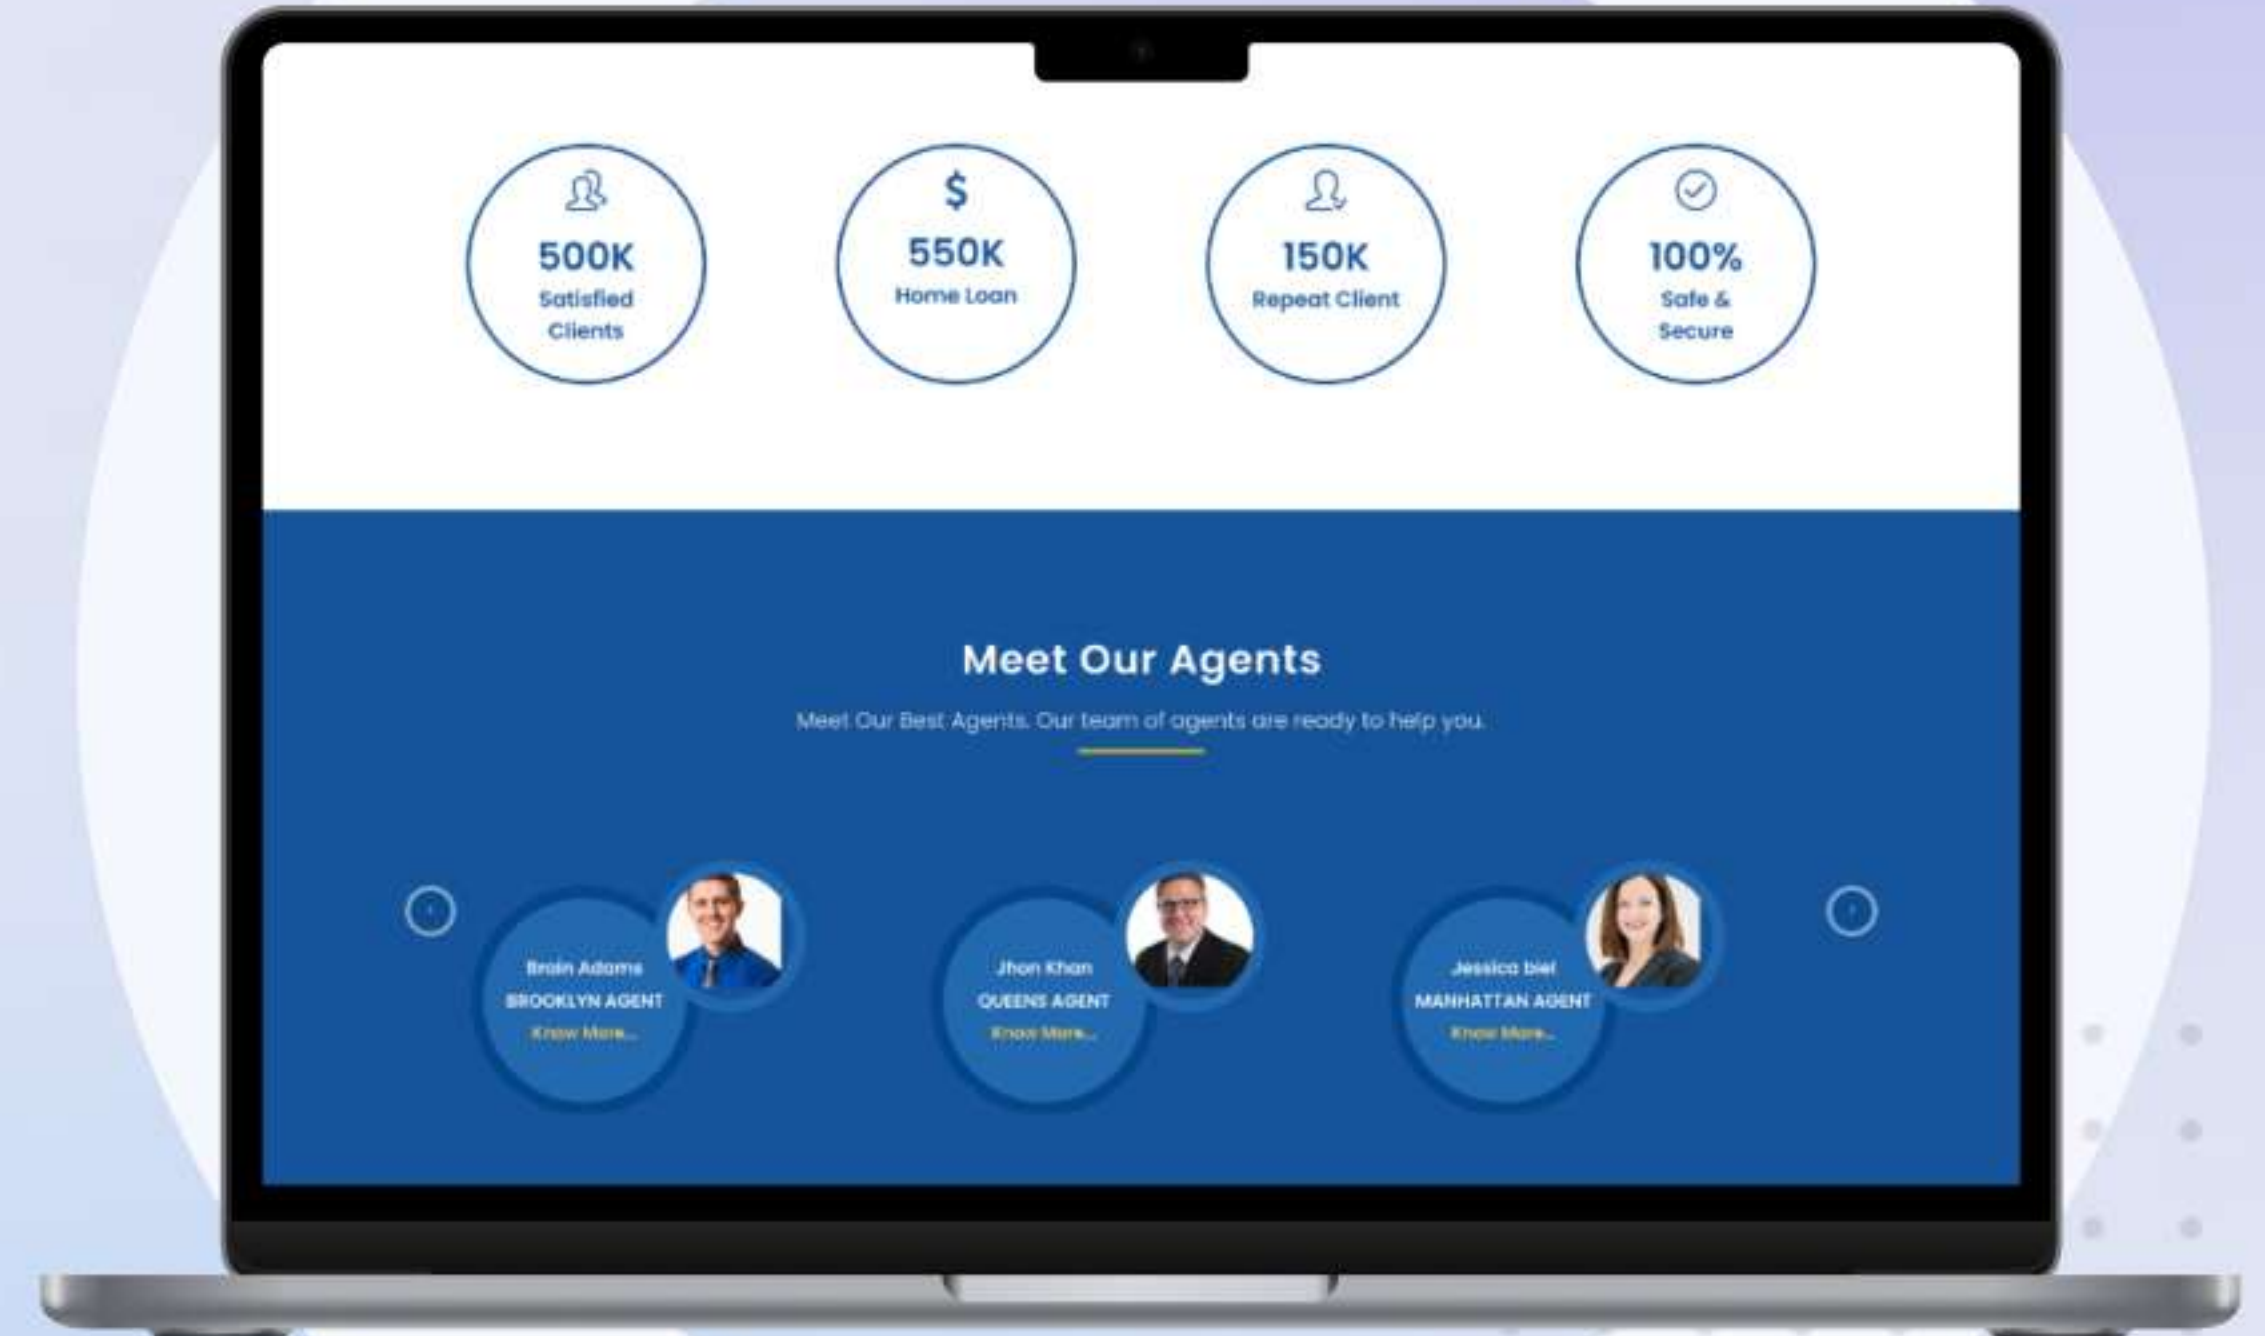 $
500K
Satisfied
Clients
550K
Home Loan
150K
Repeat Client
100%
Safe &
Secure
Meet Our Agents
Meet Our Best Agents. Our team of agents are ready to help you.
Brain Adams
BROOKLYN AGENT
Know More...
Jhon Khan
QUEENS AGENT
Know More...
Jessica biel
MANHATTAN AGENT
Know More...